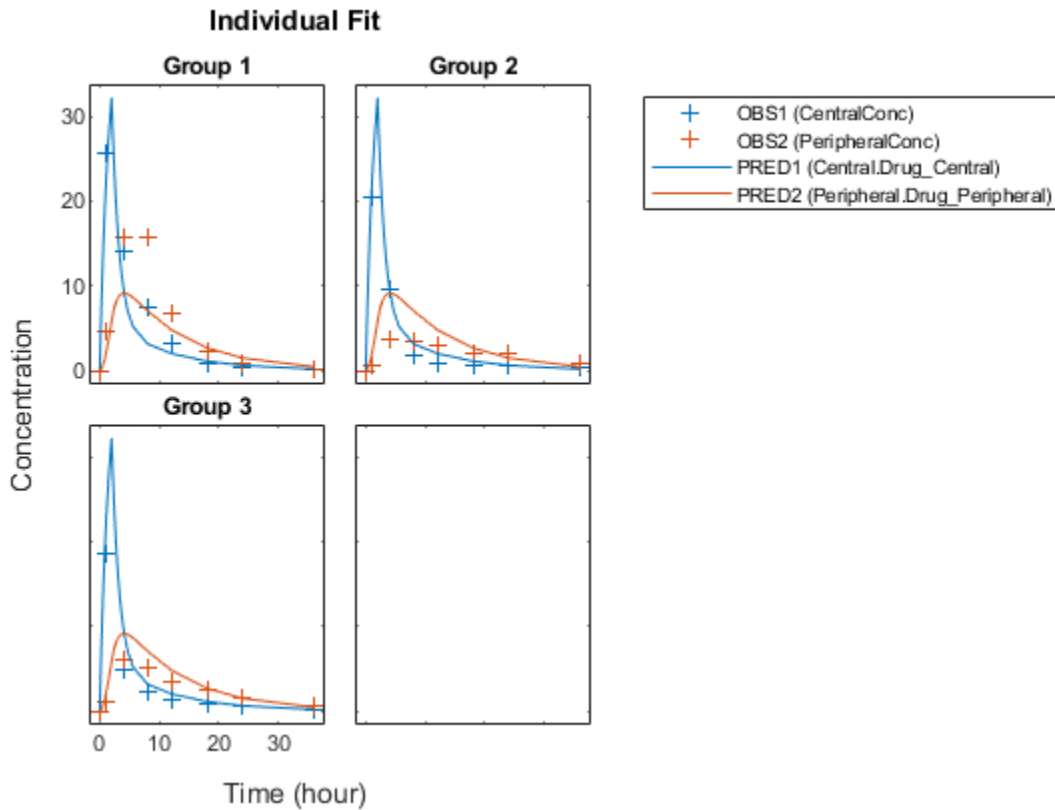 Individual Fit
Group 1
Group 2
30
20
10
0
OBS1 (CentralConc)
OBS2 (PeripheralConc)
PRED1 (Central.Drug_Central)
PRED2 (Peripheral.Drug_Peripheral)
Group 3
Concentration
0 10 20 30
Time (hour)